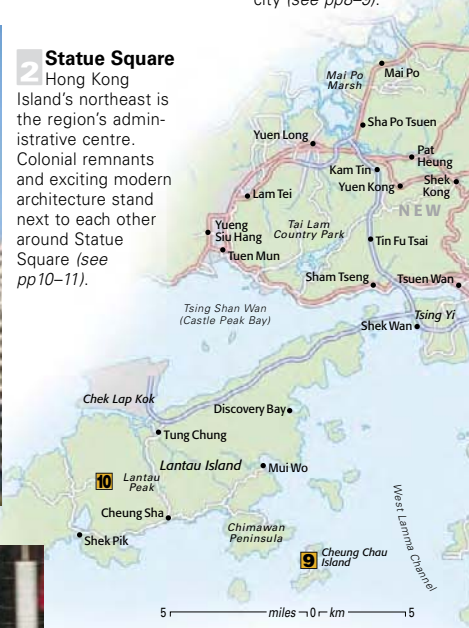 city (see pp8–9).
2 Statue Square
Hong Kong
Island's northeast is
the region's admin-
istrative centre.
Colonial remnants
and exciting modern
architecture stand
next to each other
around Statue
Square (see
pp10–11).
Mai Po
Marsh
Mai Po
Sha Po Tsuen
Yuen Long
Pat
Heung
Kam Tin
Shek
Kong
Yuen Kong
Lam Tei
NEW
Yueng
Siu Hang
Tai Lam
Country Park
Tin Fu Tsai
Tuen Mun
Sham Tseng
Tsuen Wan
Tsing Shan Wan
(Castle Peak Bay)
Tsing Yi
Shek Wan
Chek Lap Kok
Discovery Bay
Tung Chung
Lantau Island
Mui Wo
10
Lantau
Peak
West Lamma Channel
Cheung Sha
Chimawan
Peninsula
Shek Pik
9 Cheung Chau
Island
5 miles 0 km 5